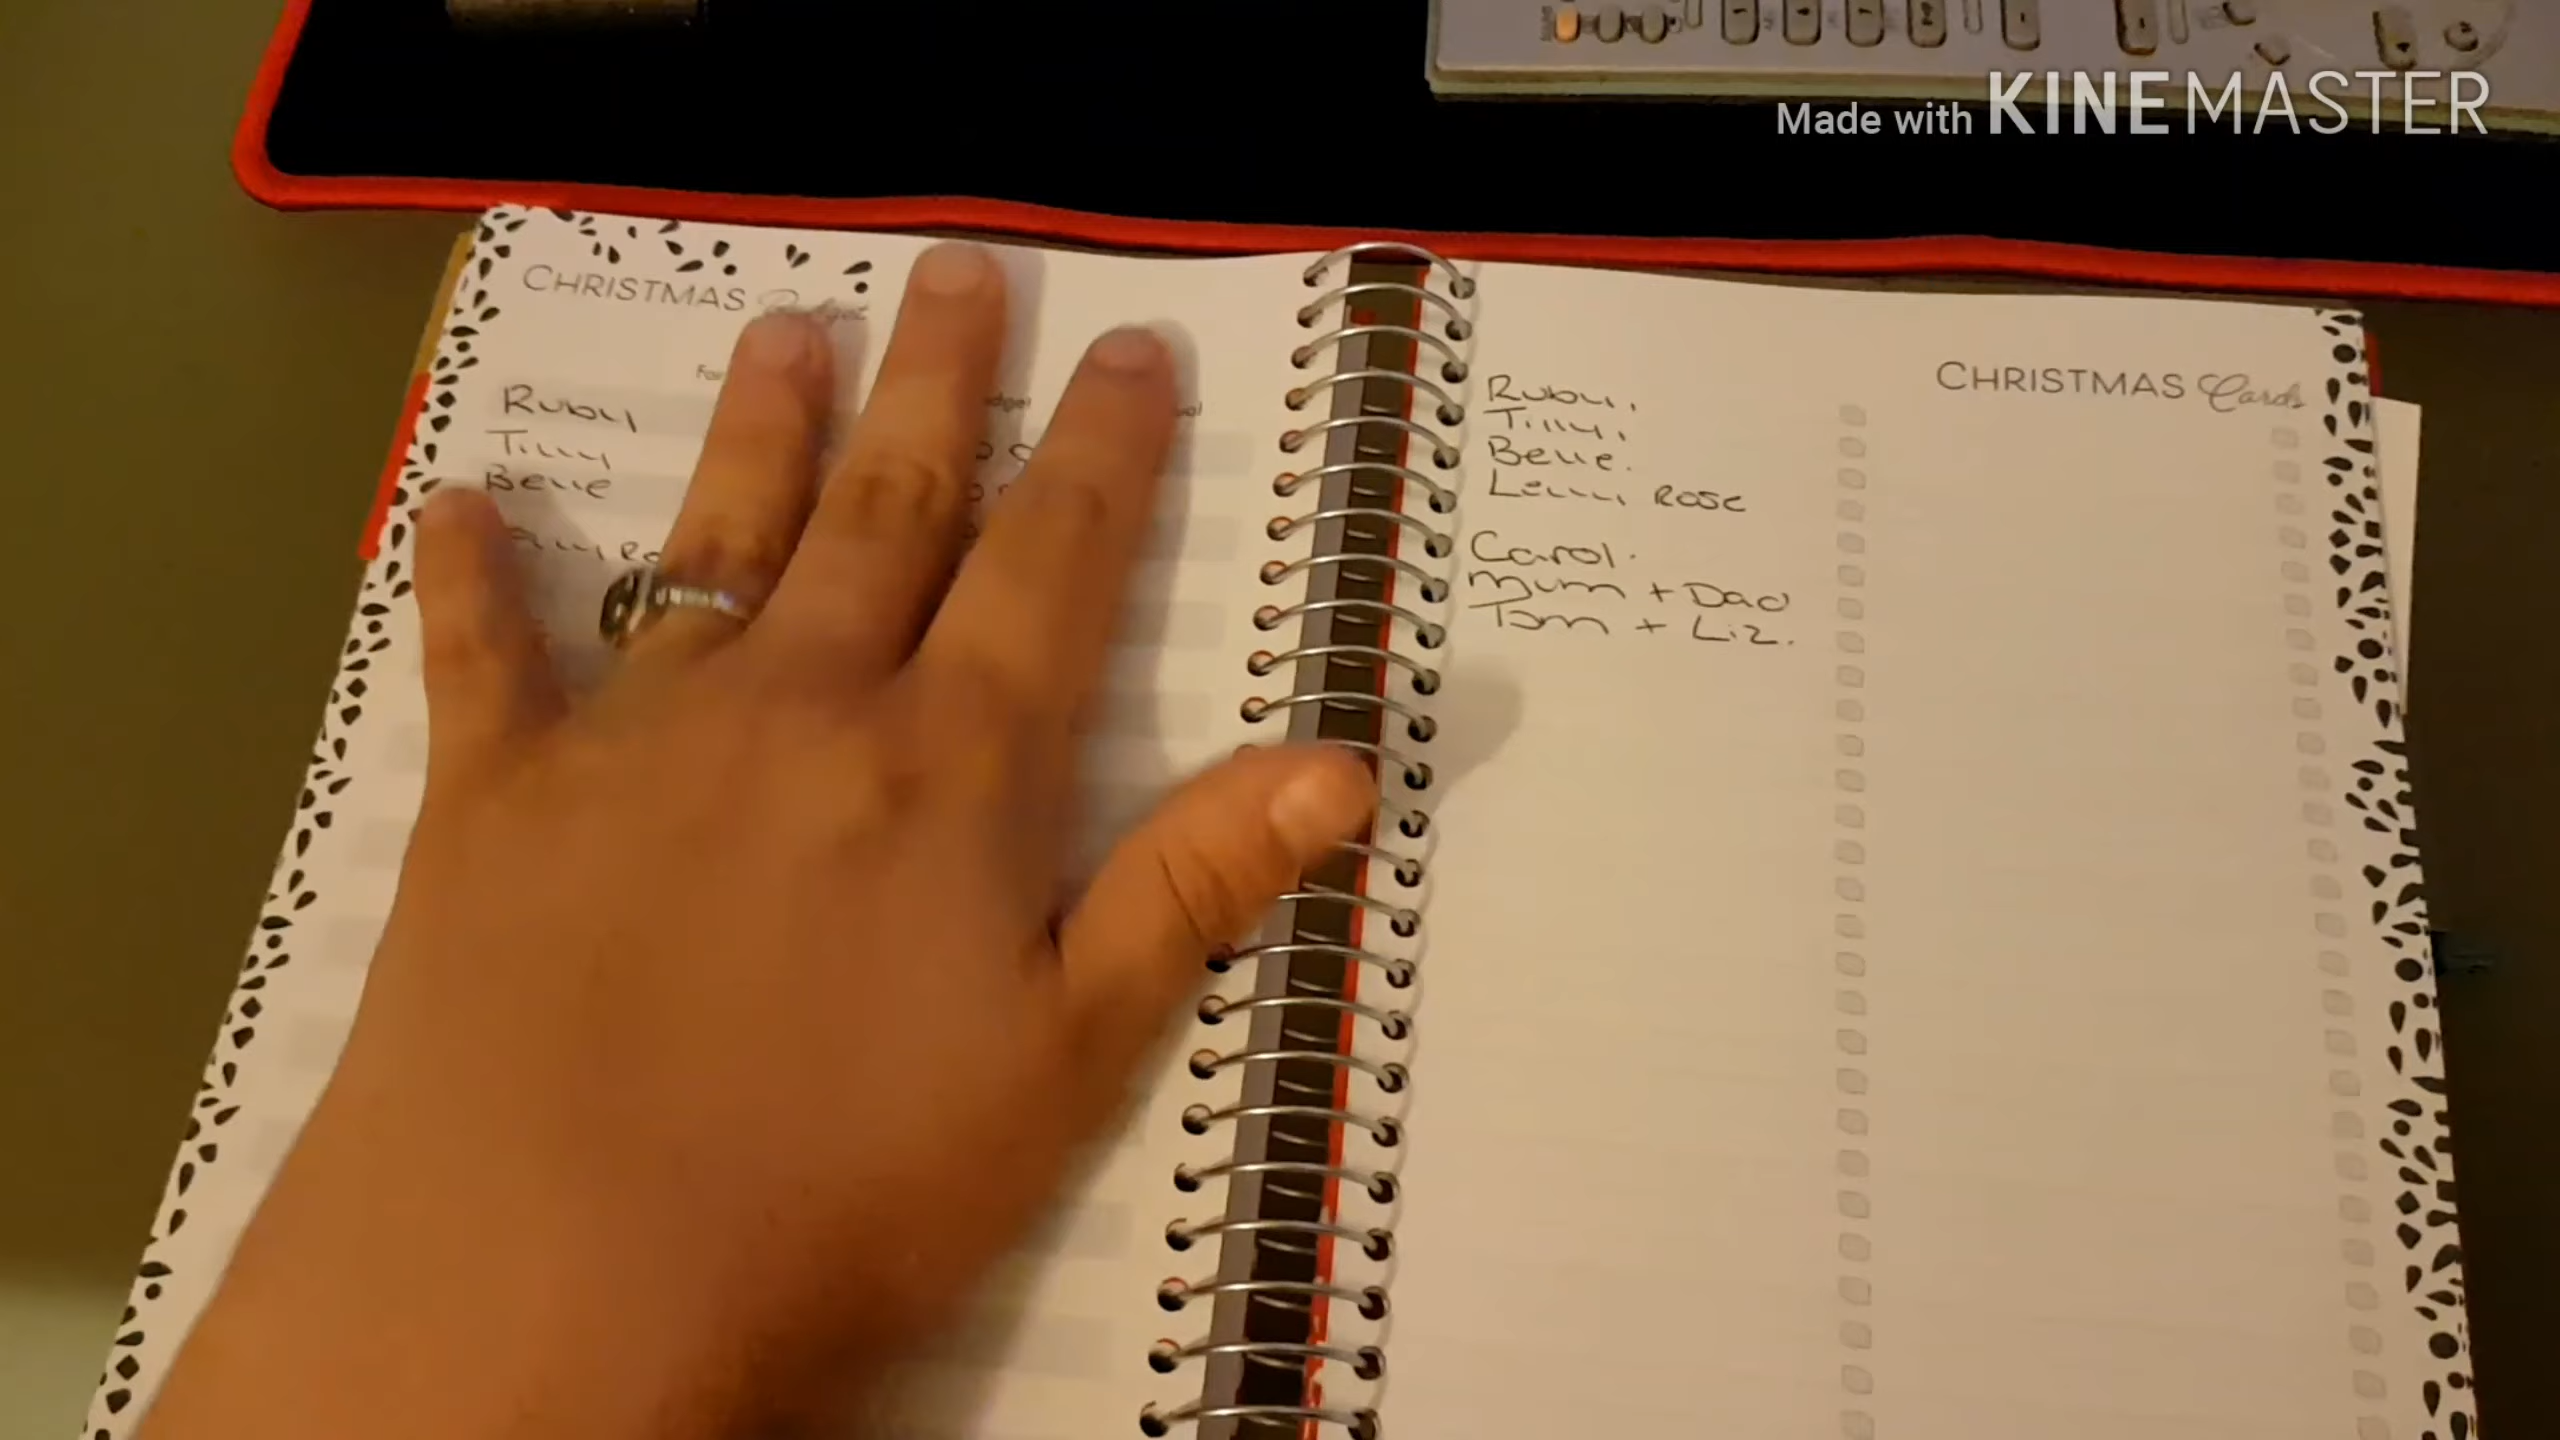 Made with KINEMASTER
CHRISTMAS Budget
Ruby
Tilly
Belle
CHRISTMAS Cards
Ruby.
Tilly.
Belle.
Rose
Carol.
Mum + Dad
Tom + Liz.